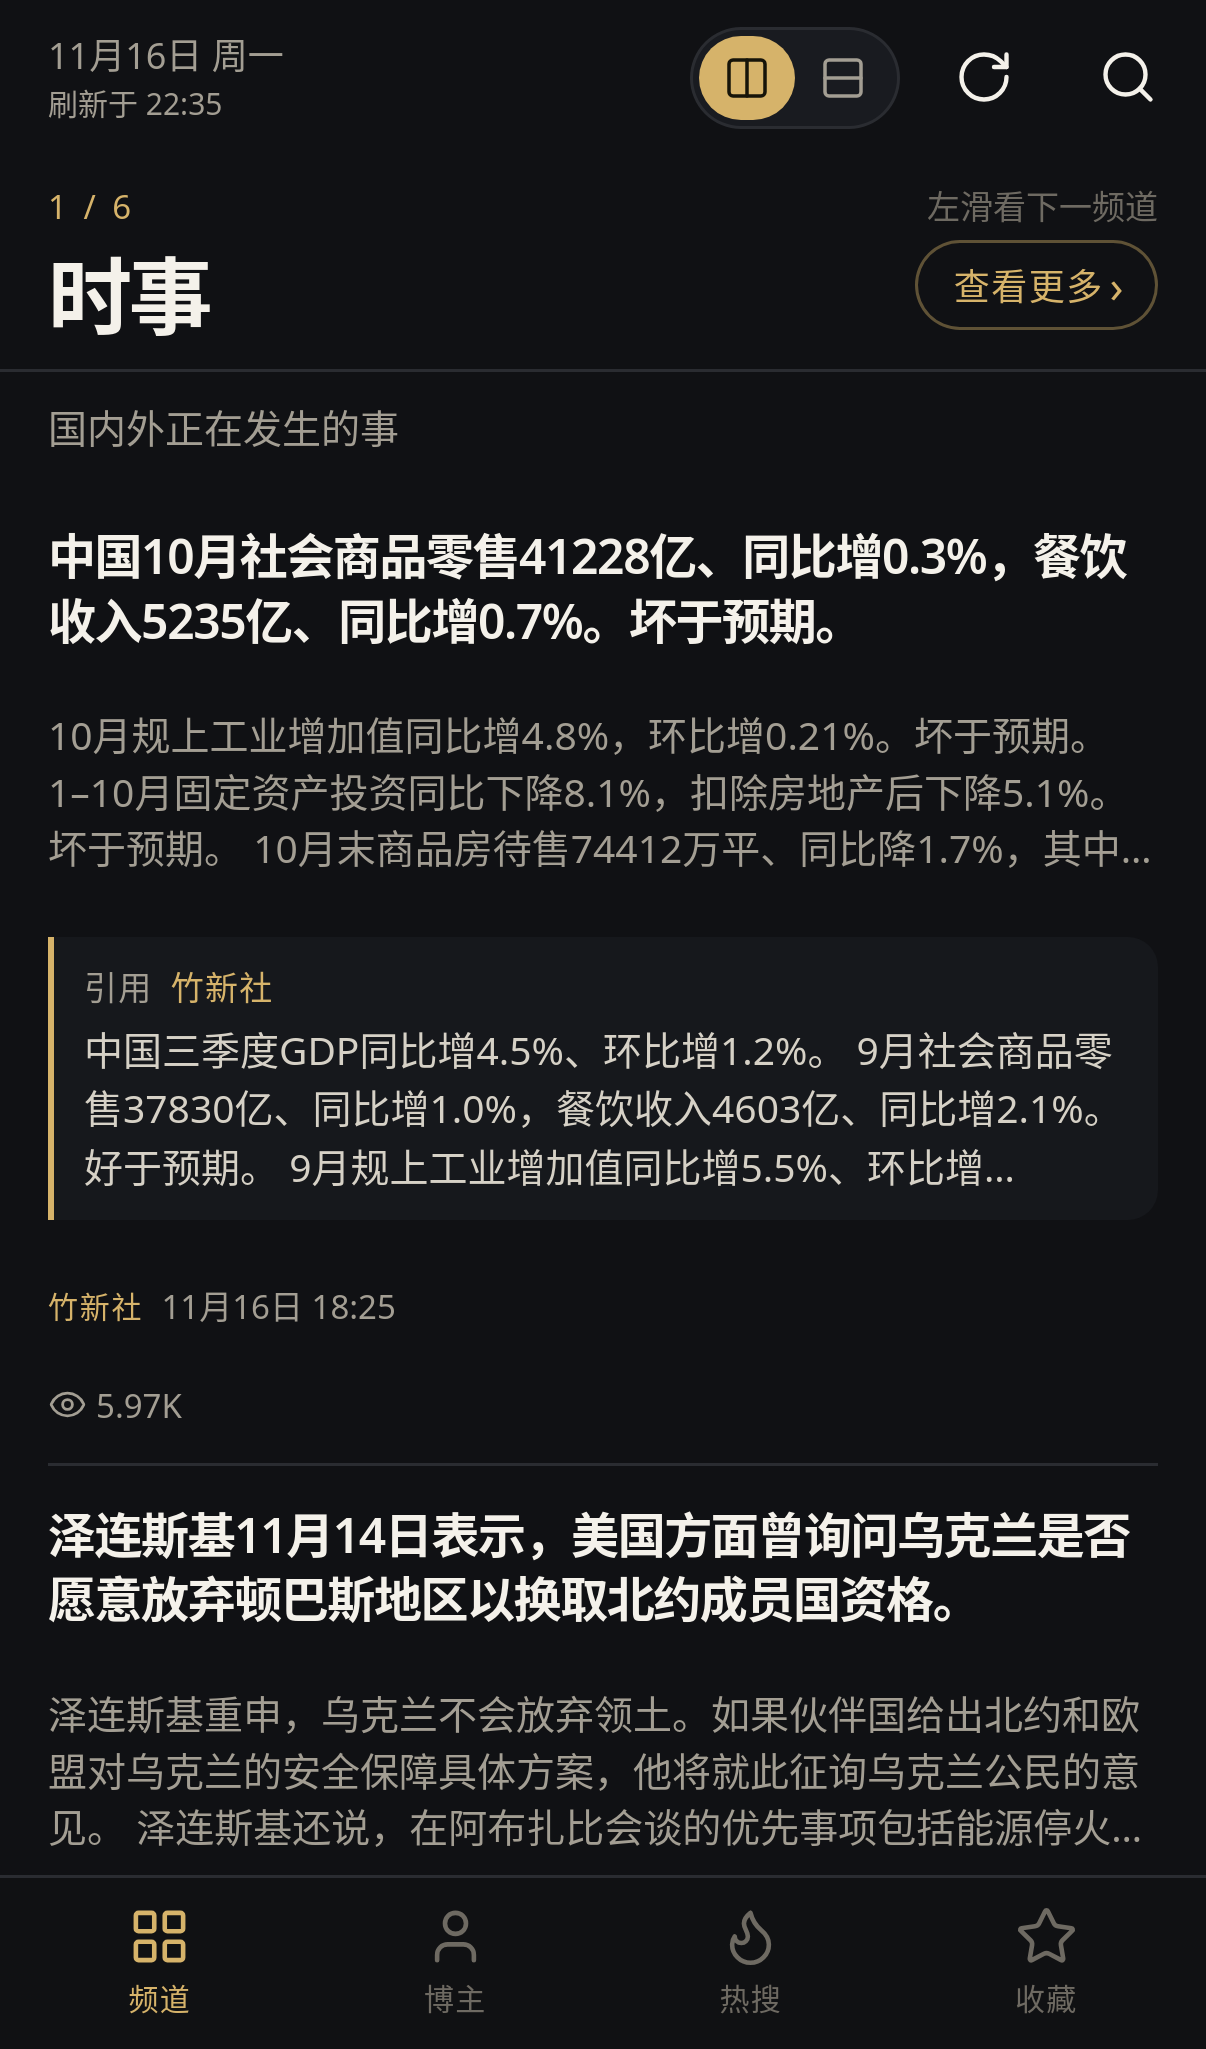 11月16日 周一
刷新于 22:35
1 / 6
左滑看下一频道
时事
查看更多 ›
国内外正在发生的事
中国10月社会商品零售41228亿、同比增0.3%，餐饮
收入5235亿、同比增0.7%。坏于预期。
10月规上工业增加值同比增4.8%，环比增0.21%。坏于预期。
1–10月固定资产投资同比下降8.1%，扣除房地产后下降5.1%。
坏于预期。 10月末商品房待售74412万平、同比降1.7%，其中...
引用 竹新社
中国三季度GDP同比增4.5%、环比增1.2%。 9月社会商品零
售37830亿、同比增1.0%，餐饮收入4603亿、同比增2.1%。
好于预期。 9月规上工业增加值同比增5.5%、环比增...
竹新社 11月16日 18:25
5.97K
泽连斯基11月14日表示，美国方面曾询问乌克兰是否
愿意放弃顿巴斯地区以换取北约成员国资格。
泽连斯基重申，乌克兰不会放弃领土。如果伙伴国给出北约和欧
盟对乌克兰的安全保障具体方案，他将就此征询乌克兰公民的意
见。 泽连斯基还说，在阿布扎比会谈的优先事项包括能源停火...
频道 博主 热搜 收藏